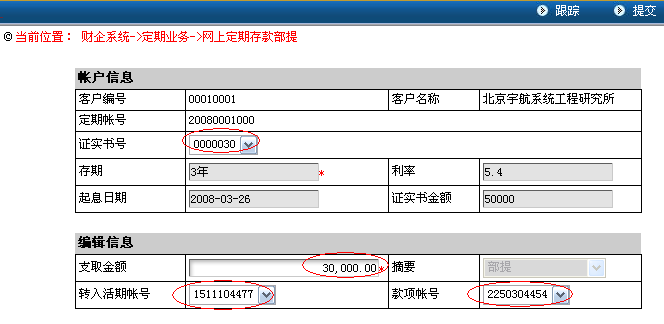 跟踪 提交
当前位置： 财企系统->定期业务->网上定期存款部提
帐户信息
客户编号 00010001 客户名称 北京宇航系统工程研究所
定期帐号 20080001000
证实书号 0000030
存期 3年 * 利率 5.4
起息日期 2008-03-26 证实书金额 50000
编辑信息
支取金额 30,000.00 * 摘要 部提
转入活期帐号 1511104477 款项帐号 2250304454